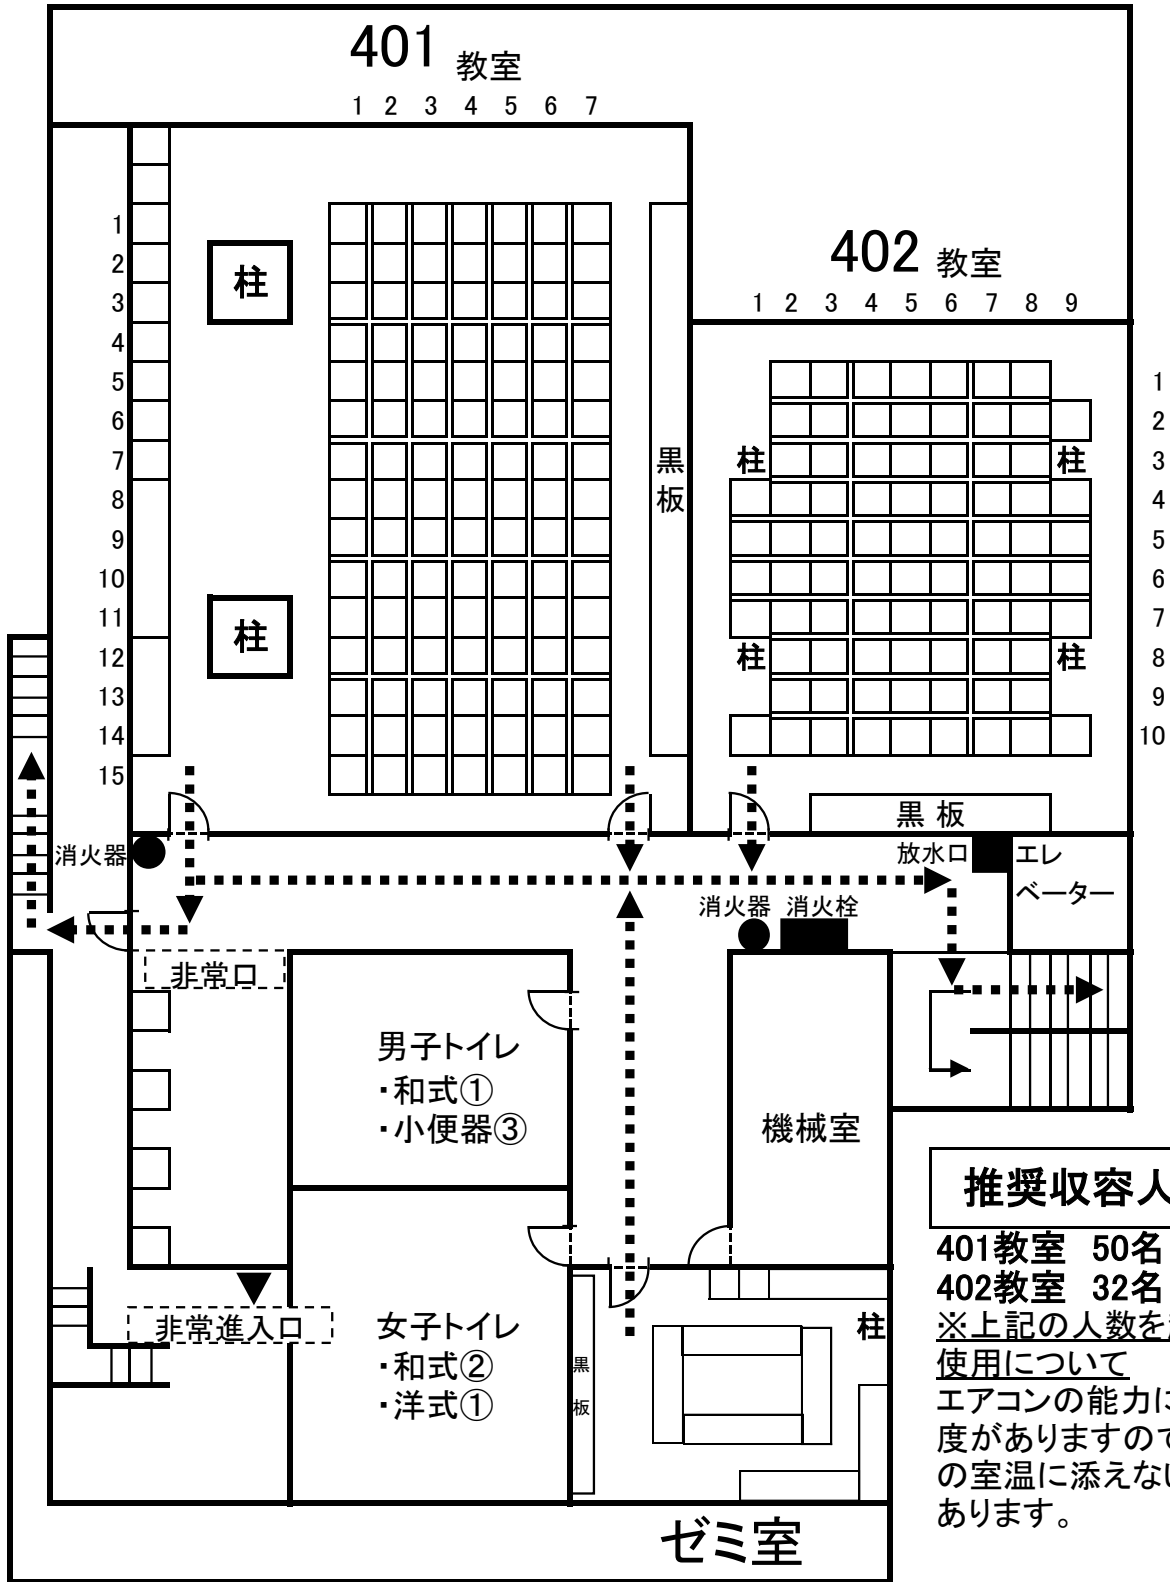 401 教室
1 2 3 4 5 6 7
1
2
3
4
5
6
7
8
9
10
11
12
13
14
15
柱
柱
黒板
402 教室
1 2 3 4 5 6 7 8 9
1
2
3
4
5
6
7
8
9
10
柱
柱
柱
柱
黒板
消火器
放水口
エレ
ベーター
消火器 消火栓
非常口
男子トイレ
・和式①
・小便器③
機械室
非常進入口
女子トイレ
・和式②
・洋式①
黒板
柱
ゼミ室
推奨収容人
401教室 50名
402教室 32名
※上記の人数を
使用について
エアコンの能力に
度がありますので
の室温に添えない
あります。